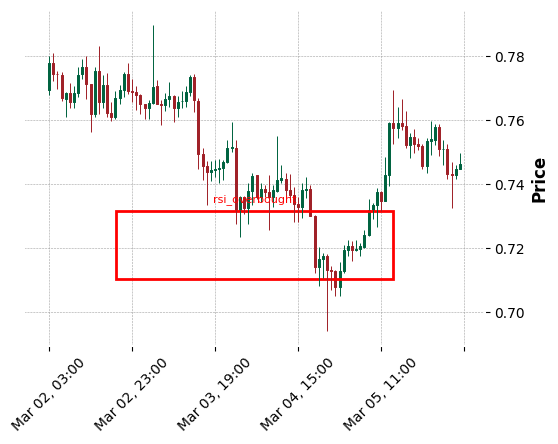 0.78
0.76
0.74
0.72
0.70
Price
rsi_overbought
Mar 02, 03:00
Mar 02, 23:00
Mar 03, 19:00
Mar 04, 15:00
Mar 05, 11:00